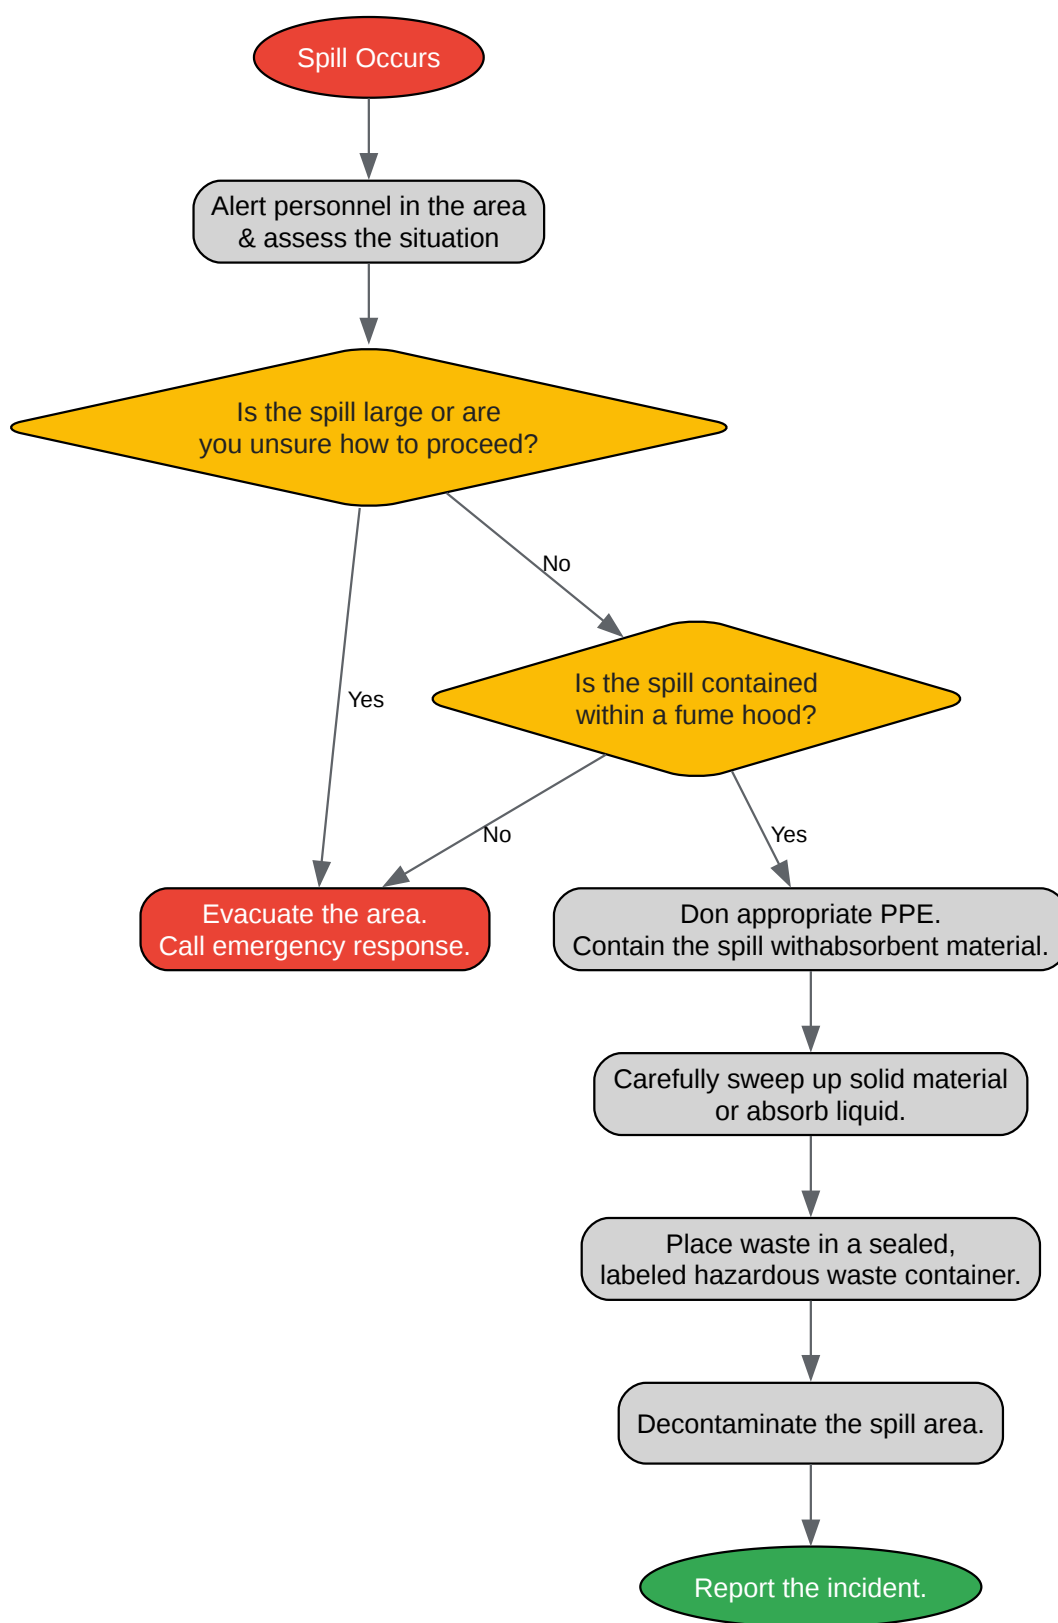 Spill Occurs
Alert personnel in the area
& assess the situation
Is the spill large or are
you unsure how to proceed?
No
Is the spill contained
within a fume hood?
Yes
No
Yes
Evacuate the area.
Call emergency response.
Don appropriate PPE.
Contain the spill withabsorbent material.
Carefully sweep up solid material
or absorb liquid.
Place waste in a sealed,
labeled hazardous waste container.
Decontaminate the spill area.
Report the incident.